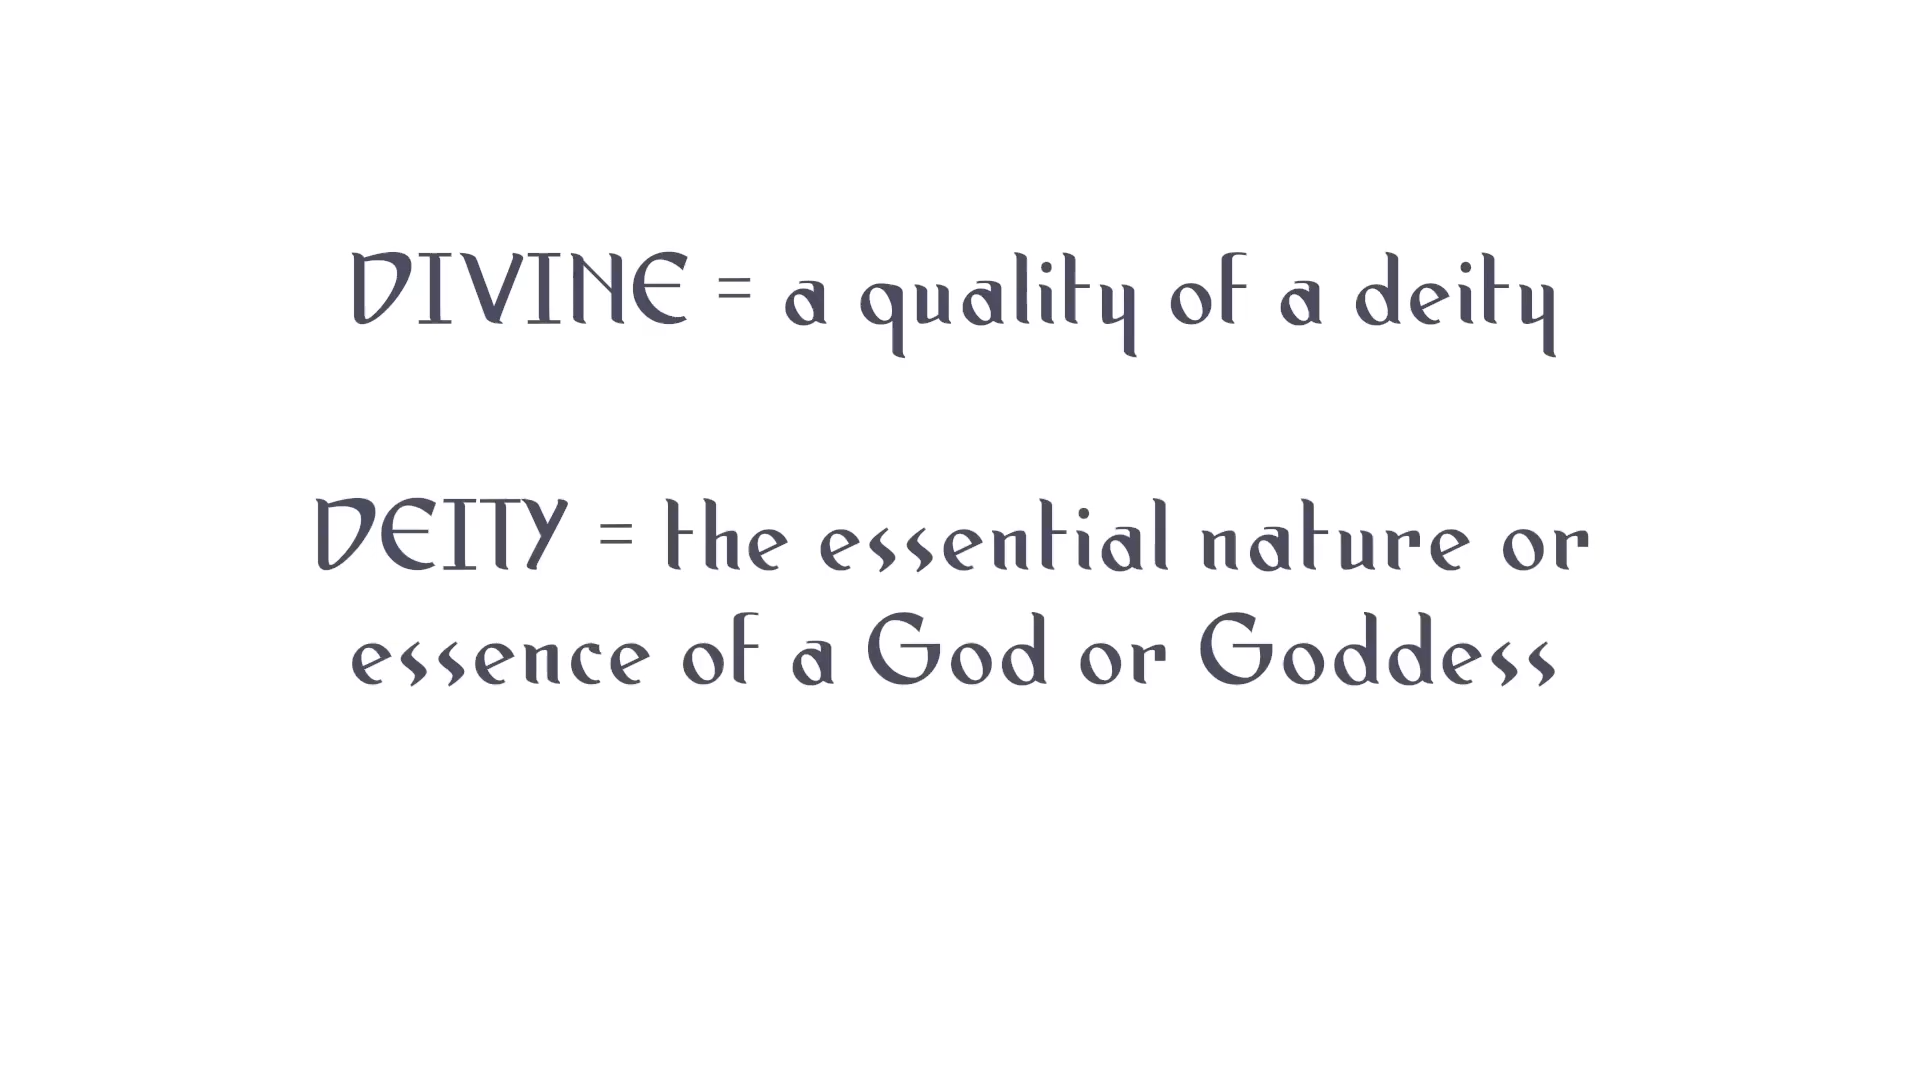 DIVINE = a quality of a deity
DEITY = the essential nature or
essence of a God or Goddess